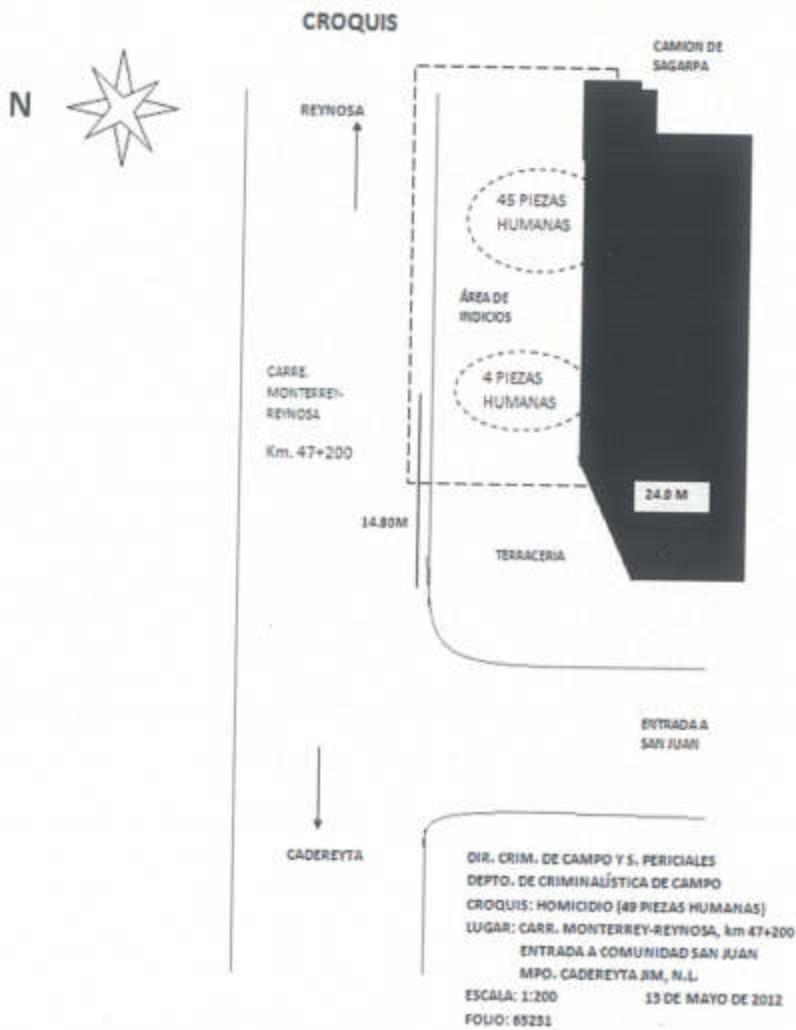 CROQUIS
CAMION DE
SAGARPA
N
REYNOSA
45 PIEZAS
HUMANAS
ÁREA DE
INDICIOS
4 PIEZAS
HUMANAS
CARRE.
MONTERREY-
REYNOSA
Km. 47+200
24.0 M
14.80M
TERRACERIA
ENTRADA A
SAN JUAN
CADEREYTA
DIR. CRIM. DE CAMPO Y S. PERICIALES
DEPTO. DE CRIMINALÍSTICA DE CAMPO
CROQUIS: HOMICIDIO (49 PIEZAS HUMANAS)
LUGAR: CARR. MONTERREY-REYNOSA, km 47+200
ENTRADA A COMUNIDAD SAN JUAN
MPO. CADEREYTA JIM, N.L.
ESCALA: 1:200 13 DE MAYO DE 2012
FOLIO: 65231